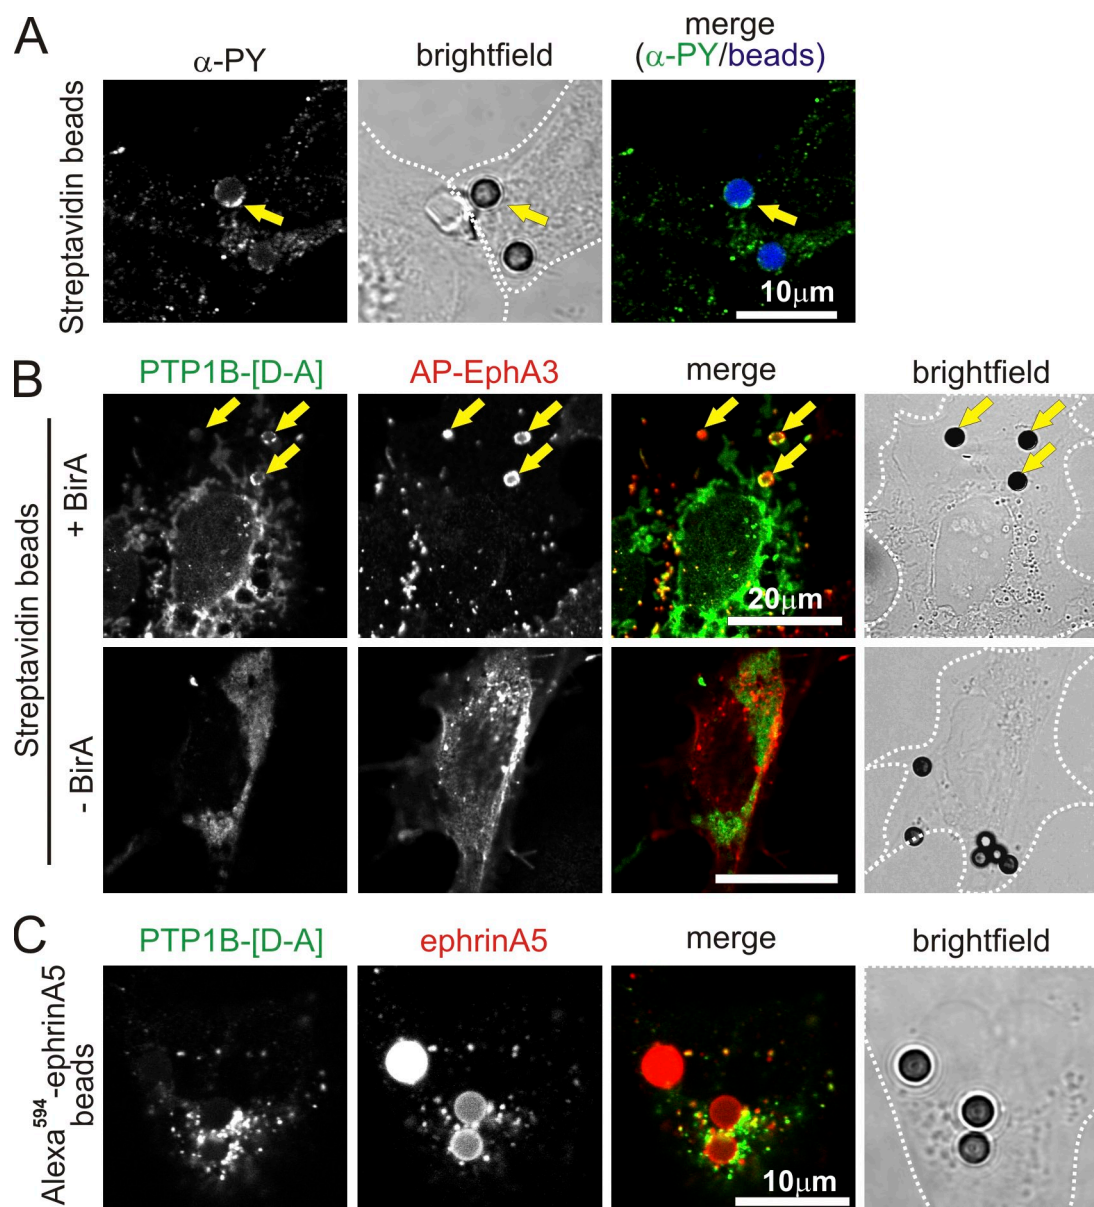 A
α-PY
brightfield
merge
(α-PY/beads)
Streptavidin beads
10μm
B
PTP1B-[D-A]
AP-EphA3
merge
brightfield
Streptavidin beads
+ BirA
20μm
- BirA
C
PTP1B-[D-A]
ephrinA5
merge
brightfield
Alexa⁵⁹⁴-ephrinA5
beads
10μm